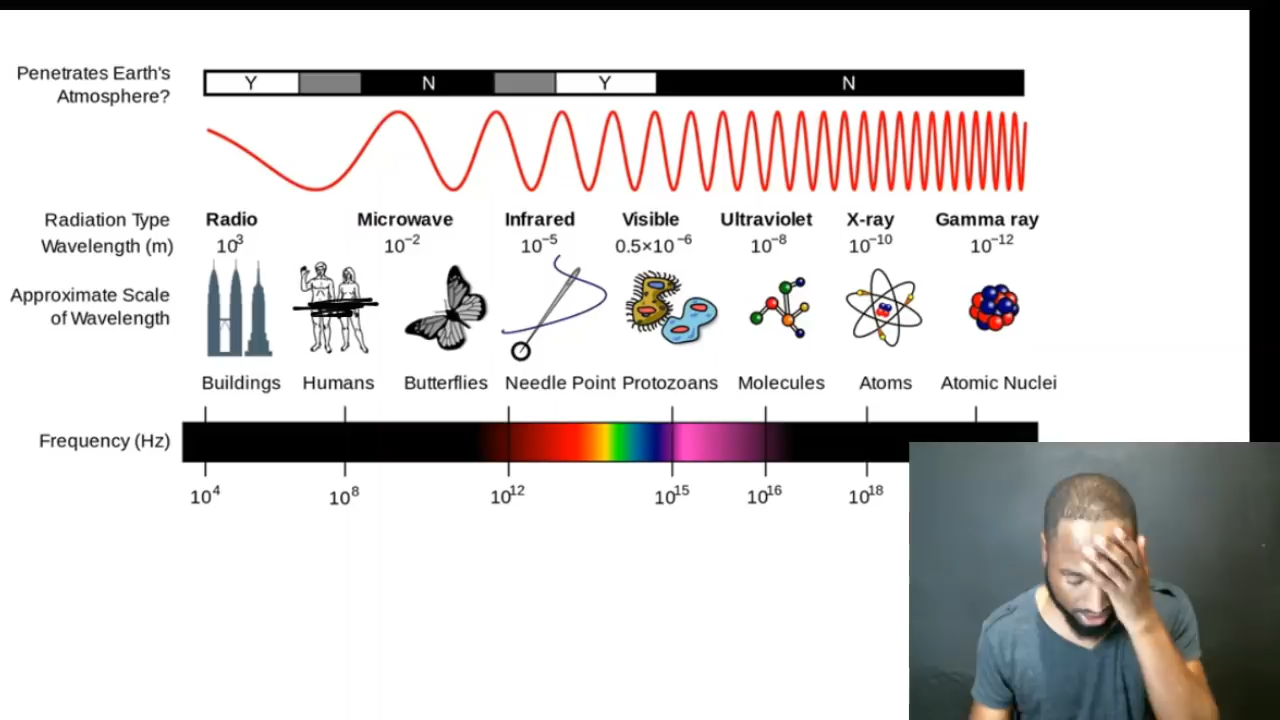 Penetrates Earth's
Atmosphere?
Y N Y N
Radiation Type Radio Microwave Infrared Visible Ultraviolet X-ray Gamma ray
Wavelength (m) 10³ 10⁻² 10⁻⁵ 0.5×10⁻⁶ 10⁻⁸ 10⁻¹⁰ 10⁻¹²
Approximate Scale
of Wavelength
Buildings Humans Butterflies Needle Point Protozoans Molecules Atoms Atomic Nuclei
Frequency (Hz)
10⁴ 10⁸ 10¹² 10¹⁵ 10¹⁶ 10¹⁸